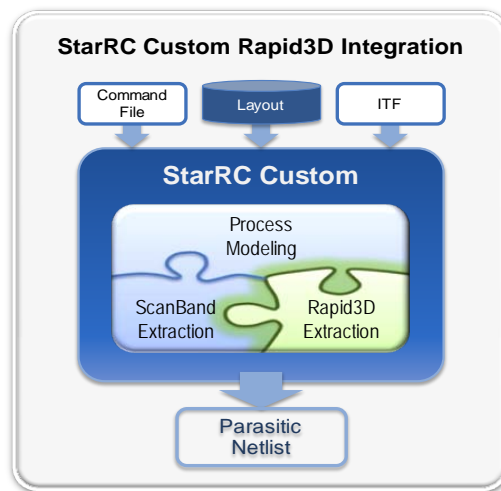 StarRC Custom Rapid3D Integration
Command
File
Layout
ITF
StarRC Custom
Process
Modeling
ScanBand
Extraction
Rapid3D
Extraction
Parasitic
Netlist